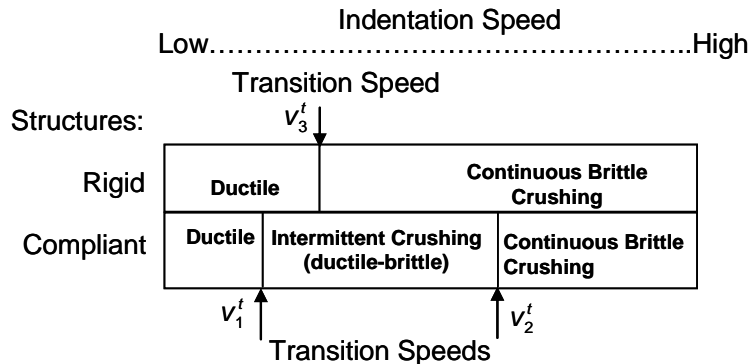 Indentation Speed
Low……………………………………………..High
Transition Speed
v₃ᵗ
Structures:
Rigid
Ductile
Continuous Brittle
Crushing
Compliant
Ductile
Intermittent Crushing
(ductile-brittle)
Continuous Brittle
Crushing
v₁ᵗ
v₂ᵗ
Transition Speeds